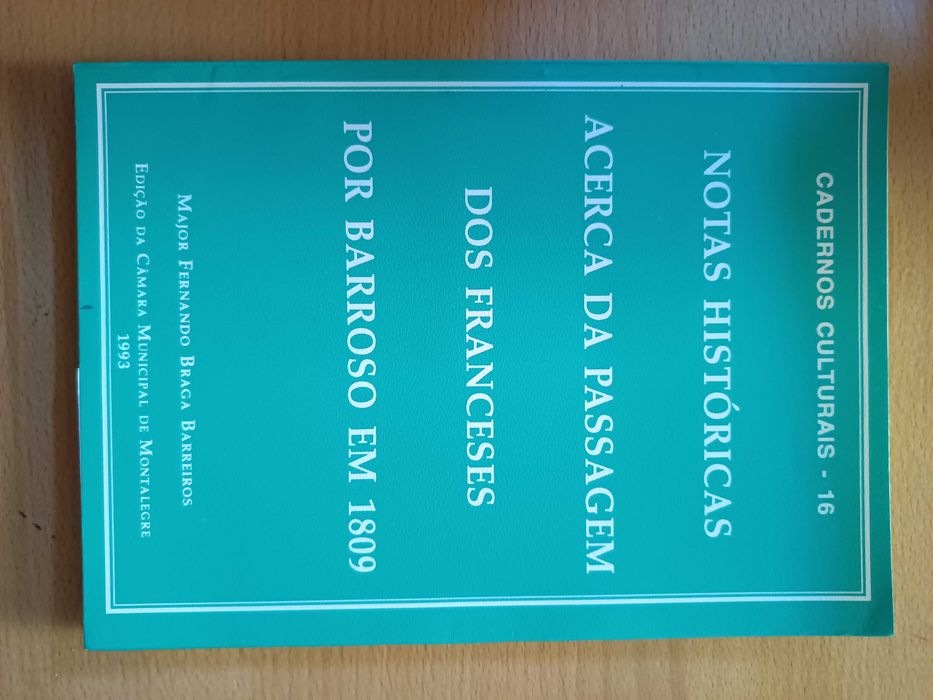 CADERNOS CULTURAIS - 16
NOTAS HISTÓRICAS
ACERCA DA PASSAGEM
DOS FRANCESES
POR BARROSO EM 1809
MAJOR FERNANDO BRAGA BARREIROS
EDIÇÃO DA CÂMARA MUNICIPAL DE MONTALEGRE
1993